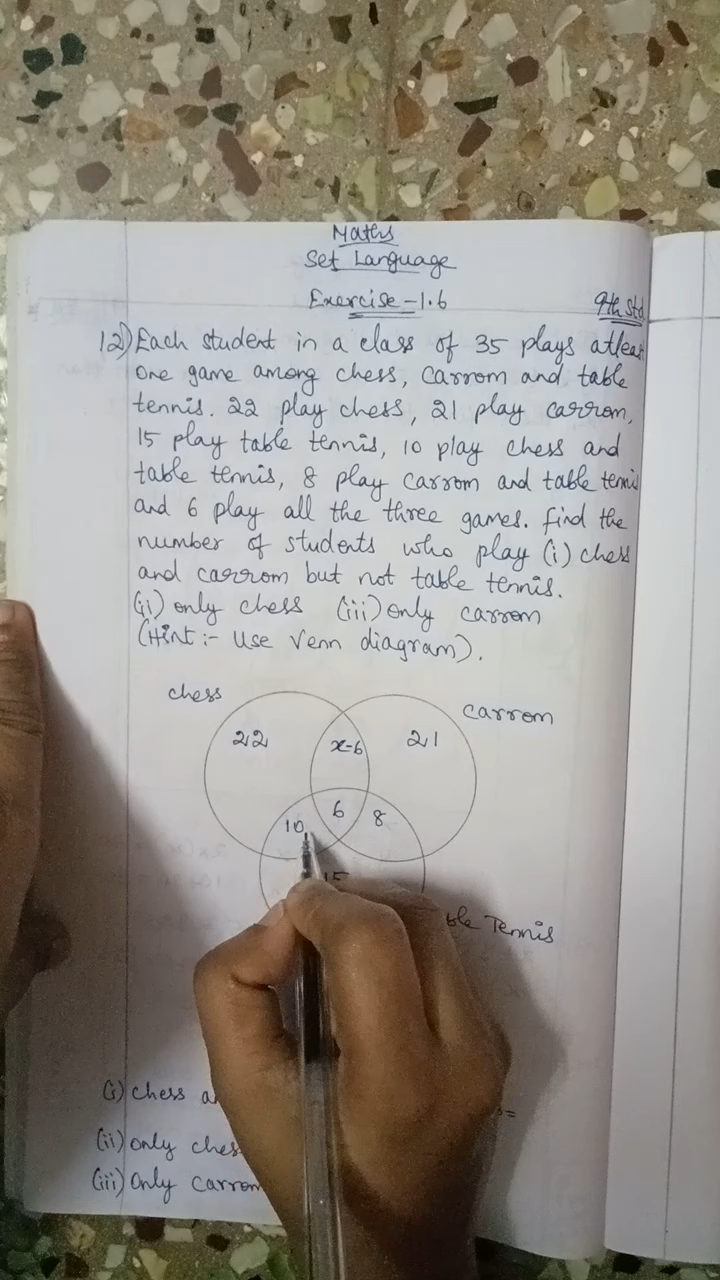 Maths
Set Language
Exercise-1.6
9th std
12) Each student in a class of 35 plays atleast
one game among chess, carrom and table
tennis. 22 play chess, 21 play carrom,
15 play table tennis, 10 play chess and
table tennis, 8 play carrom and table tennis
and 6 play all the three games. find the
number of students who play (i) chess
and carrom but not table tennis.
(ii) only chess (iii) only carrom
(Hint:- Use Venn diagram).
chess
carrom
22 x-6 21
10 6 8
15
Tennis
(i) chess
(ii) only
(iii) Only carrom